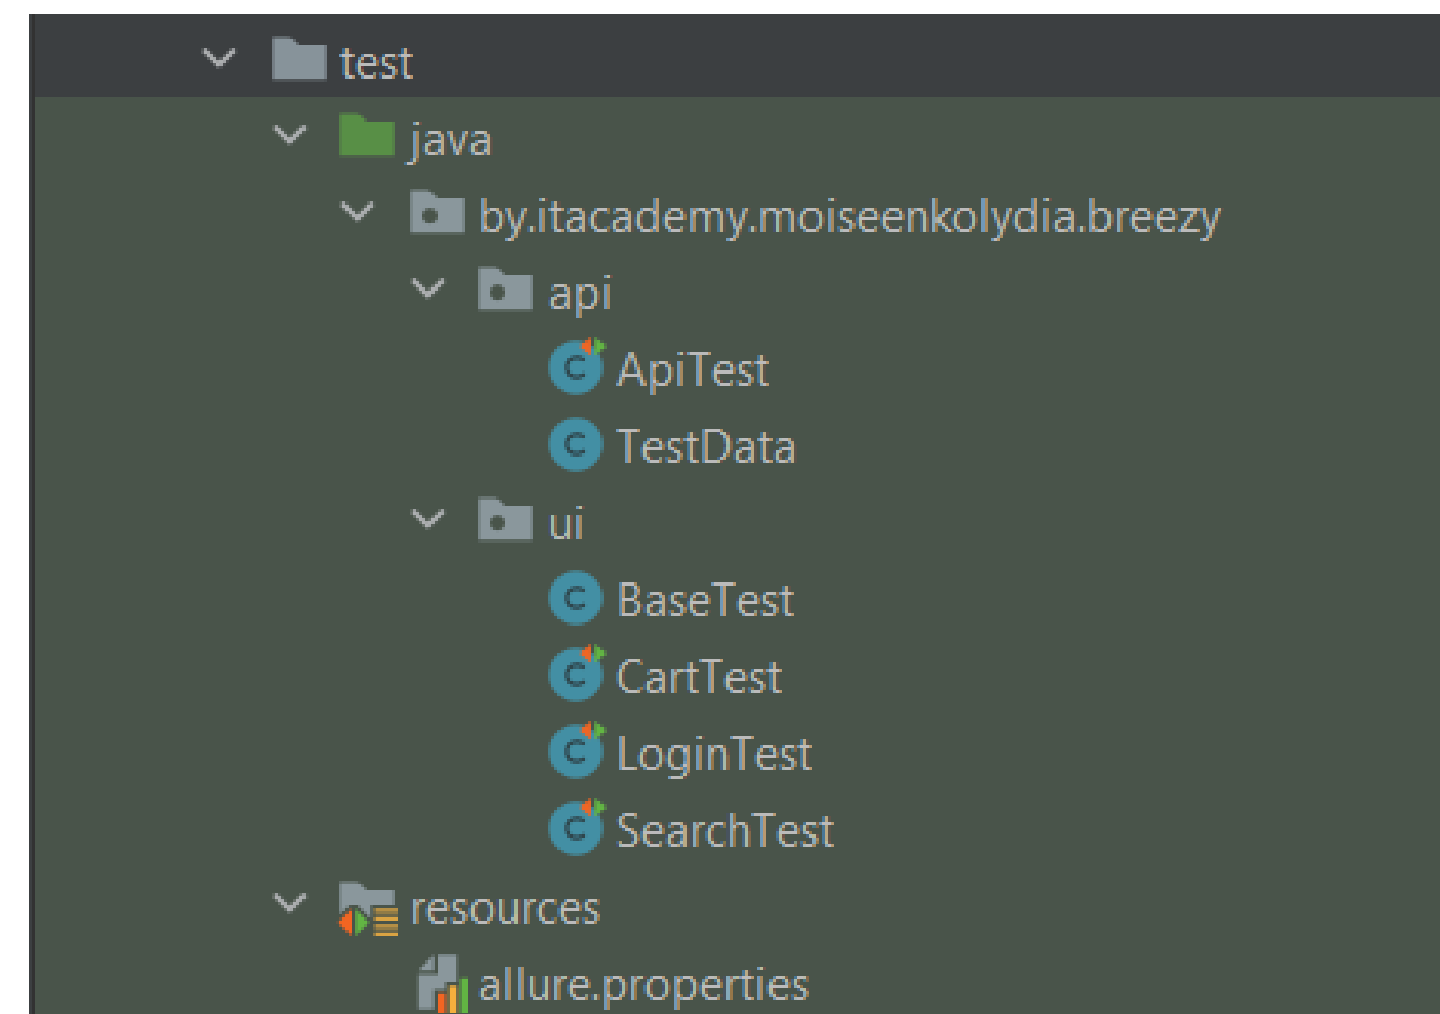 test
java
by.itacademy.moiseenkolydia.breezy
api
ApiTest
TestData
ui
BaseTest
CartTest
LoginTest
SearchTest
resources
allure.properties